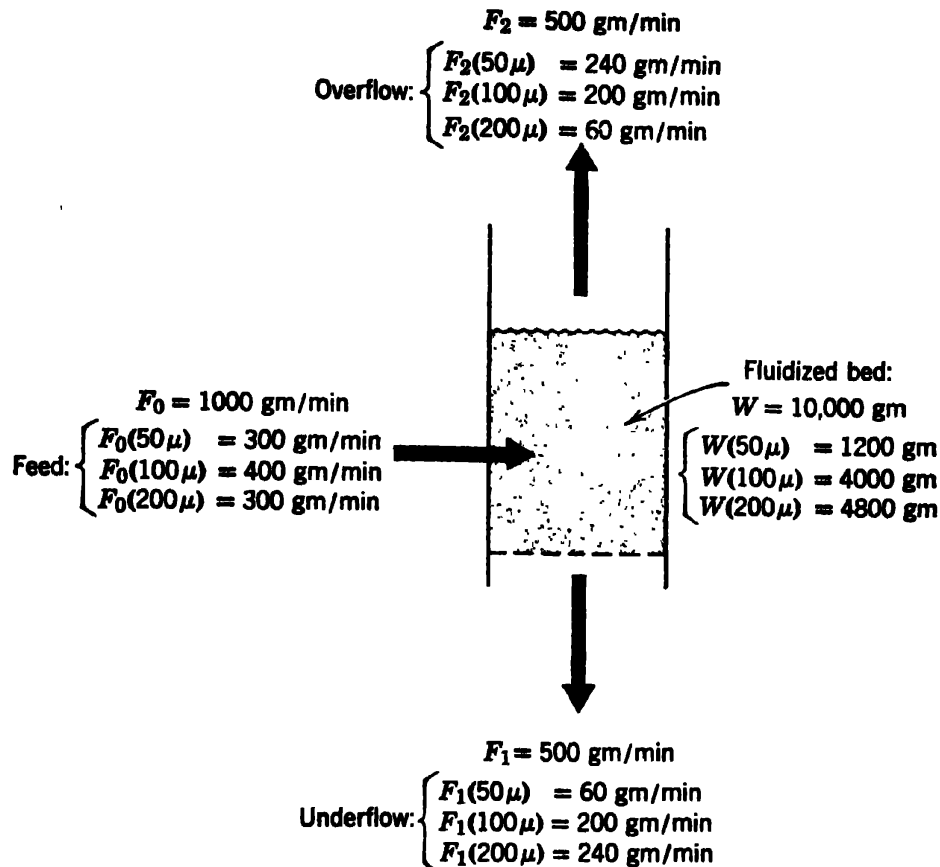 F₂ = 500 gm/min
Overflow:
F₂(50μ) = 240 gm/min
F₂(100μ) = 200 gm/min
F₂(200μ) = 60 gm/min
Fluidized bed:
W = 10,000 gm
W(50μ) = 1200 gm
W(100μ) = 4000 gm
W(200μ) = 4800 gm
F₀ = 1000 gm/min
Feed:
F₀(50μ) = 300 gm/min
F₀(100μ) = 400 gm/min
F₀(200μ) = 300 gm/min
F₁ = 500 gm/min
Underflow:
F₁(50μ) = 60 gm/min
F₁(100μ) = 200 gm/min
F₁(200μ) = 240 gm/min